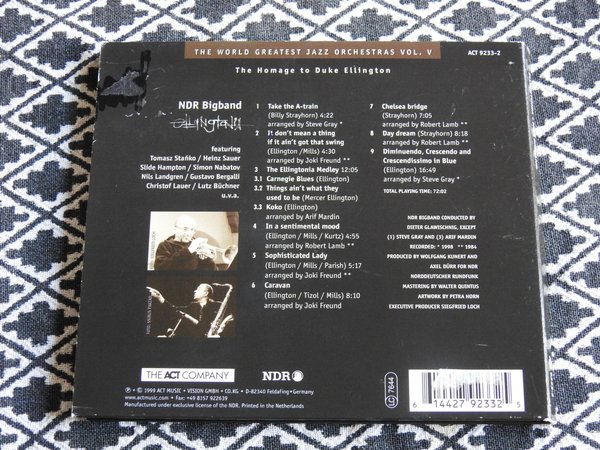 THE WORLD GREATEST JAZZ ORCHESTRAS VOL. V
ACT 9233-2
The Homage to Duke Ellington
NDR Bigband
Ellingtonia
featuring
Tomasz Stańko / Heinz Sauer
Slide Hampton / Simon Nabatov
Nils Landgren / Gustavo Bergalli
Christof Lauer / Lutz Büchner
u.v.a.
1 Take the A-train
(Billy Strayhorn) 4:22
arranged by Steve Gray *
2 It don't mean a thing
if it ain't got that swing
(Ellington /Mills) 4:30
arranged by Joki Freund **
3 The Ellingtonia Medley 12:05
3.1 Carnegie Blues (Ellington)
3.2 Things ain't what they
used to be (Mercer Ellington)
3.3 Koko (Ellington)
arranged by Arif Mardin
4 In a sentimental mood
(Ellington / Mills / Kurtz) 4:55
arranged by Robert Lamb **
5 Sophisticated Lady
(Ellington / Mills / Parish) 5:17
arranged by Joki Freund **
6 Caravan
(Ellington / Tizol / Mills) 8:10
arranged by Joki Freund
7 Chelsea bridge
(Strayhorn) 7:05
arranged by Robert Lamb **
8 Day dream (Strayhorn) 8:18
arranged by Robert Lamb **
9 Diminuendo, Crescendo and
Crescendissimo in Blue
(Ellington) 16:49
arranged by Steve Gray *
TOTAL PLAYING TIME: 72:02
NDR BIGBAND CONDUCTED BY
DIETER GLAWISCHNIG, EXCEPT
(1) STEVE GRAY AND (3) ARIF MARDIN
RECORDED: * 1998 ** 1984
PRODUCED BY WOLFGANG KUNERT AND
AXEL DÜRR FOR NDR
NORDDEUTSCHER RUNDFUNK
MASTERING BY WALTER QUINTUS
ARTWORK BY PETRA HORN
EXECUTIVE PRODUCER SIEGFRIED LOCH
THE ACT COMPANY
NDR
℗ + © 1999 ACT MUSIC + VISION GMBH + CO.KG • D-82340 Feldafing • Germany
www.actmusic.com • fax +49 8157 922639
Manufactured under exclusive license of the NDR. Printed in the Netherlands
LC 7644
6 14427 92332 5